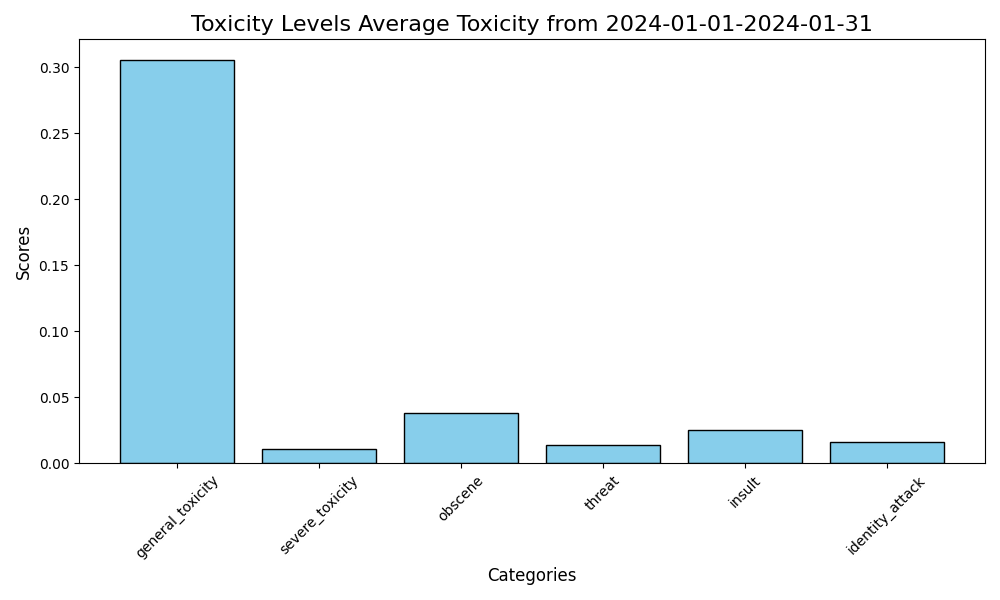 Toxicity Levels Average Toxicity from 2024-01-01-2024-01-31
Scores
0.30
0.25
0.20
0.15
0.10
0.05
0.00
general_toxicity
severe_toxicity
obscene
threat
insult
identity_attack
Categories